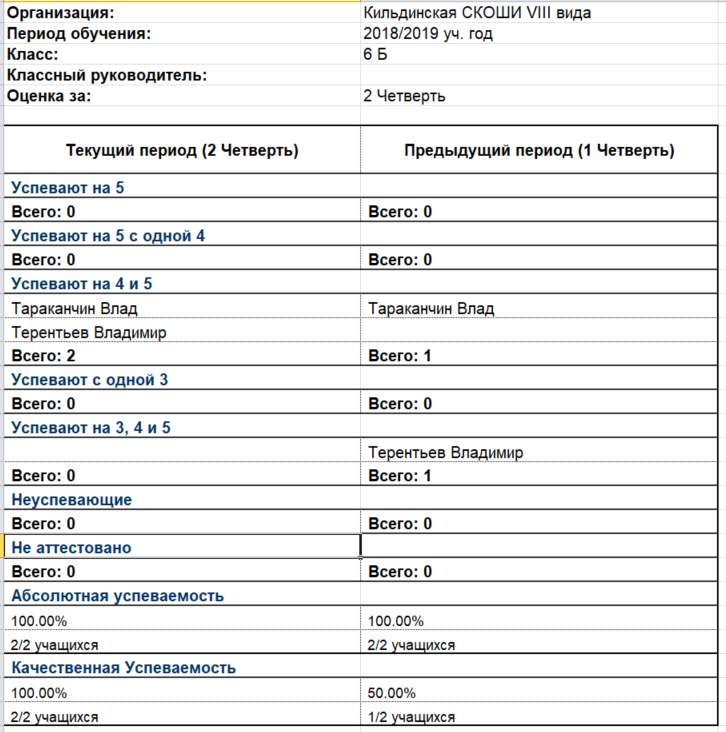 Организация: Кильдинская СКОШИ VIII вида
Период обучения: 2018/2019 уч. год
Класс: 6 Б
Классный руководитель:
Оценка за: 2 Четверть
Текущий период (2 Четверть) Предыдущий период (1 Четверть)
Успевают на 5
Всего: 0 Всего: 0
Успевают на 5 с одной 4
Всего: 0 Всего: 0
Успевают на 4 и 5
Тараканчин Влад Тараканчин Влад
Терентьев Владимир
Всего: 2 Всего: 1
Успевают с одной 3
Всего: 0 Всего: 0
Успевают на 3, 4 и 5
Терентьев Владимир
Всего: 0 Всего: 1
Неуспевающие
Всего: 0 Всего: 0
Не аттестовано
Всего: 0 Всего: 0
Абсолютная успеваемость
100.00% 100.00%
2/2 учащихся 2/2 учащихся
Качественная Успеваемость
100.00% 50.00%
2/2 учащихся 1/2 учащихся